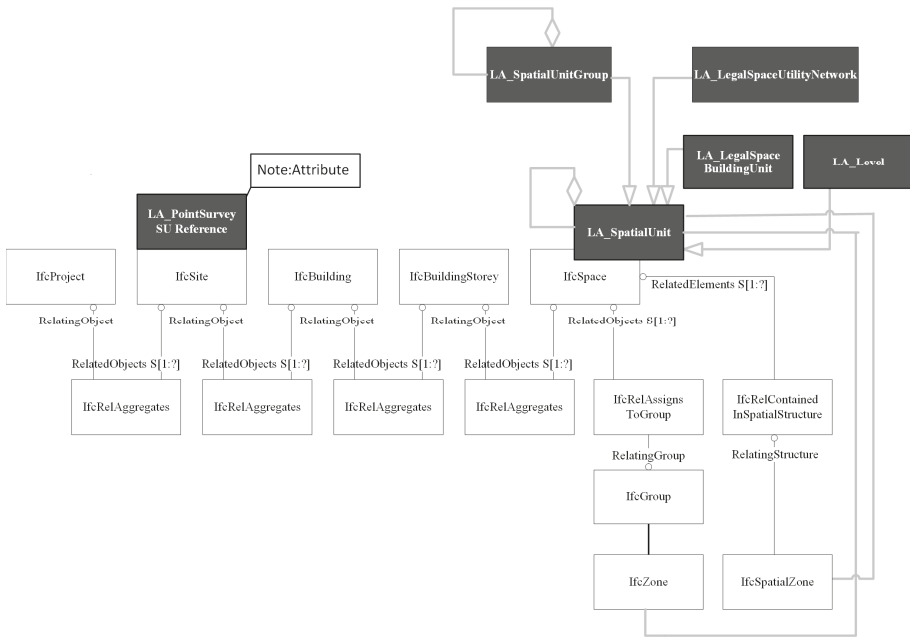 LA_SpatialUnitGroup
LA_LegalSpaceUtilityNetwork
LA_LegalSpace
BuildingUnit
LA_Level
Note:Attribute
LA_PointSurvey
SU Reference
LA_SpatialUnit
IfcProject
IfcSite
IfcBuilding
IfcBuildingStorey
IfcSpace
RelatedElements S[1:?]
RelatingObject
RelatingObject
RelatingObject
RelatingObject
RelatedObjects S[1:?]
RelatedObjects S[1:?]
RelatedObjects S[1:?]
RelatedObjects S[1:?]
RelatedObjects S[1:?]
IfcRelAggregates
IfcRelAggregates
IfcRelAggregates
IfcRelAggregates
IfcRelAssigns
ToGroup
IfcRelContained
InSpatialStructure
RelatingGroup
RelatingStructure
IfcGroup
IfcZone
IfcSpatialZone